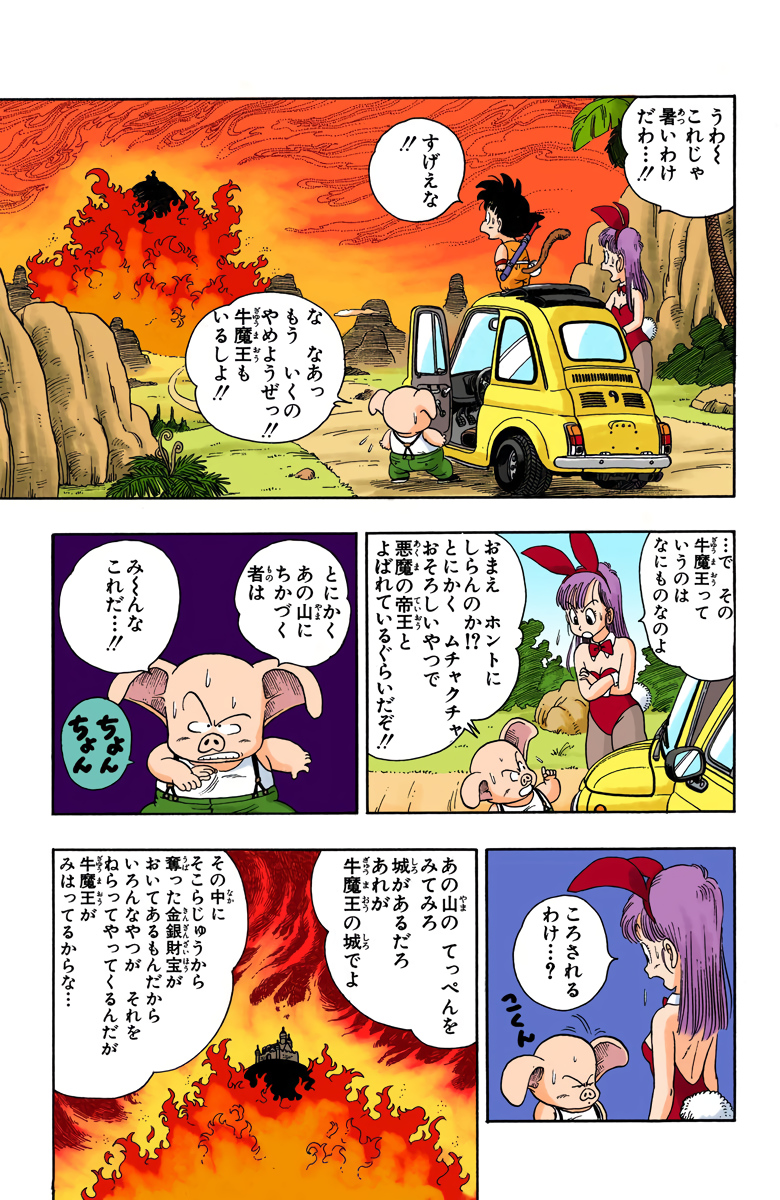 うわ～
これじゃ
暑いわけ
だわ…!!
すげえな
!!
な なあっ
もう いくの
やめようぜっ!!
牛魔王も
いるしよ!!
…で その
牛魔王って
いうのは
なにものなのよ
おまえ ホントに
しらんのか!?
とにかく ムチャクチャ
おそろしいやつで
悪魔の帝王と
よばれているぐらいだぞ!!
とにかく
あの山に
ちかづく
者は
み～んな
これだ…!!
ちょん
ちょん
ころされる
わけ…?
こくん
あの山の てっぺんを
みてみろ
城があるだろ
あれが
牛魔王の城でよ
その中に
そこらじゅうから
奪った金銀財宝が
おいてあるもんだから
いろんなやつが それを
ねらってやってくるんだが
牛魔王が
みはってるからな…